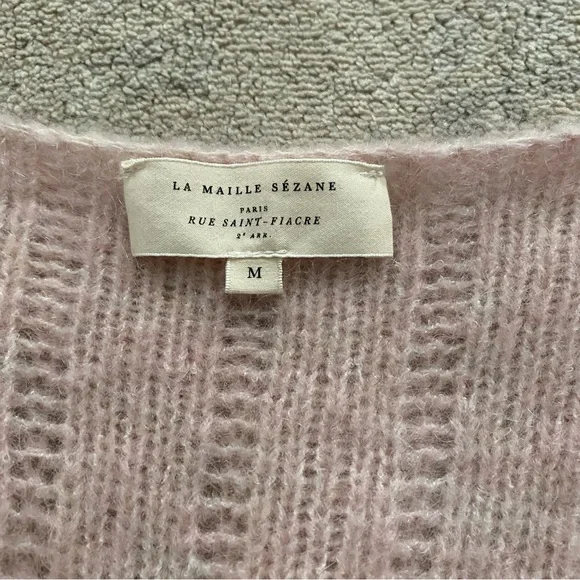 LA MAILLE SÉZANE
PARIS
RUE SAINT-FIACRE
2ᵉ ARR.
M